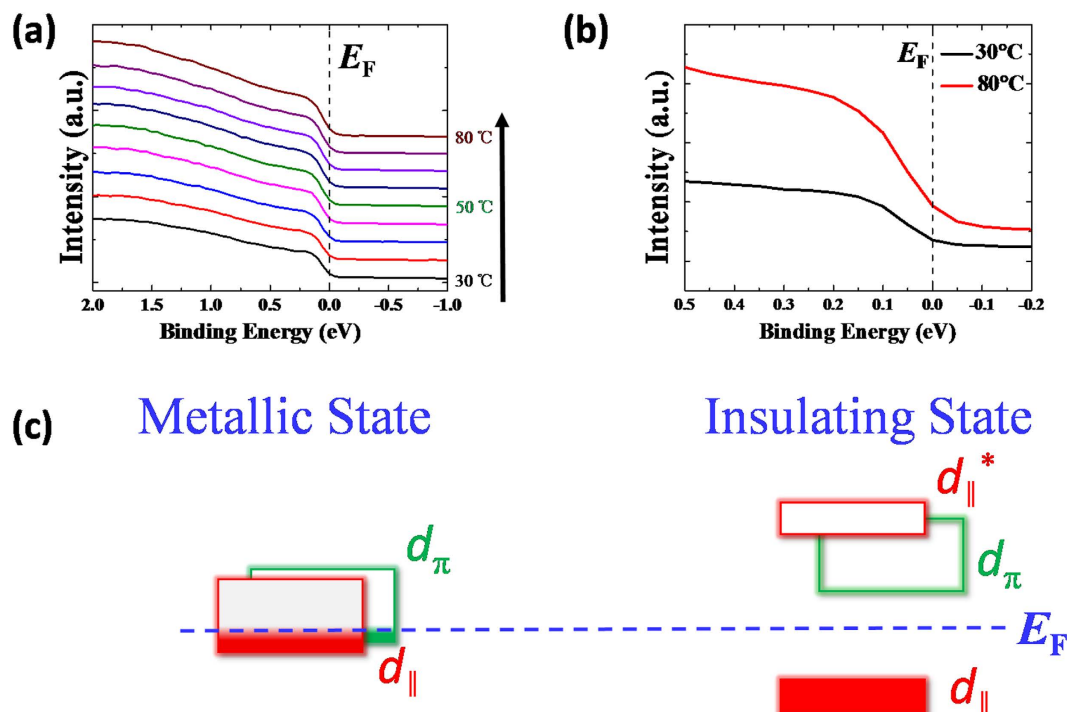 (a)
Intensity (a.u.)
E_F
80 ℃
50 ℃
30 ℃
2.0 1.5 1.0 0.5 0.0 -0.5 -1.0
Binding Energy (eV)
(b)
Intensity (a.u.)
E_F
30°C
80°C
0.5 0.4 0.3 0.2 0.1 0.0 -0.1 -0.2
Binding Energy (eV)
(c)
Metallic State
Insulating State
d_∥*
d_π
d_π
E_F
d_∥
d_∥